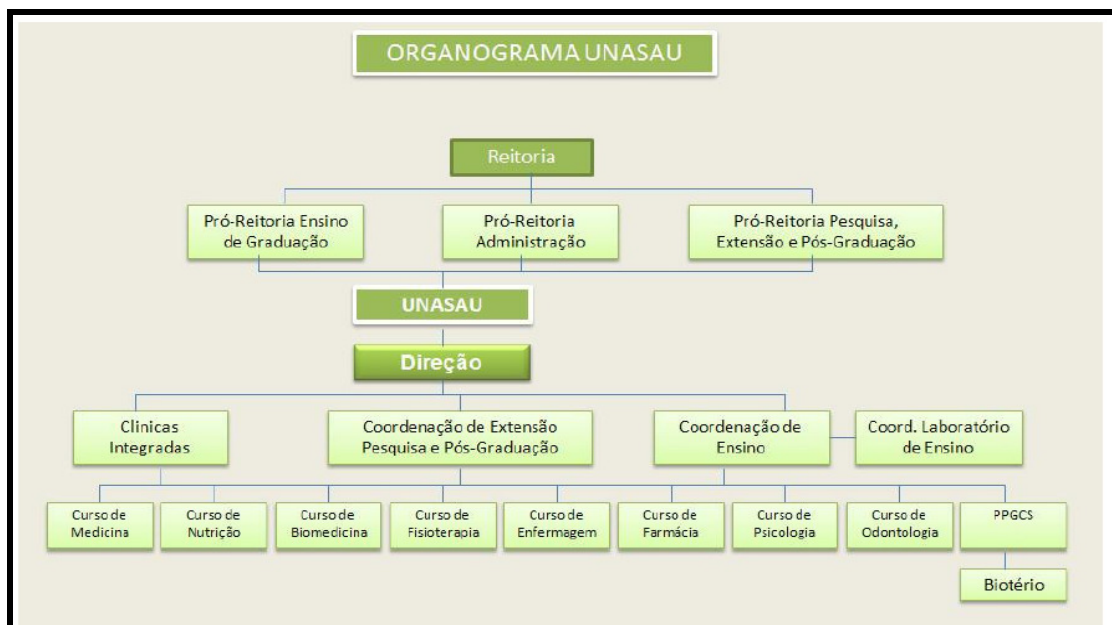 ORGANOGRAMA UNASAU
Reitoria
Pró-Reitoria Ensino
de Graduação
Pró-Reitoria
Administração
Pró-Reitoria Pesquisa,
Extensão e Pós-Graduação
UNASAU
Direção
Clinicas
Integradas
Coordenação de Extensão
Pesquisa e Pós-Graduação
Coordenação de
Ensino
Coord. Laboratório
de Ensino
Curso de
Medicina
Curso de
Nutrição
Curso de
Biomedicina
Curso de
Fisioterapia
Curso de
Enfermagem
Curso de
Farmácia
Curso de
Psicologia
Curso de
Odontologia
PPGCS
Biotério